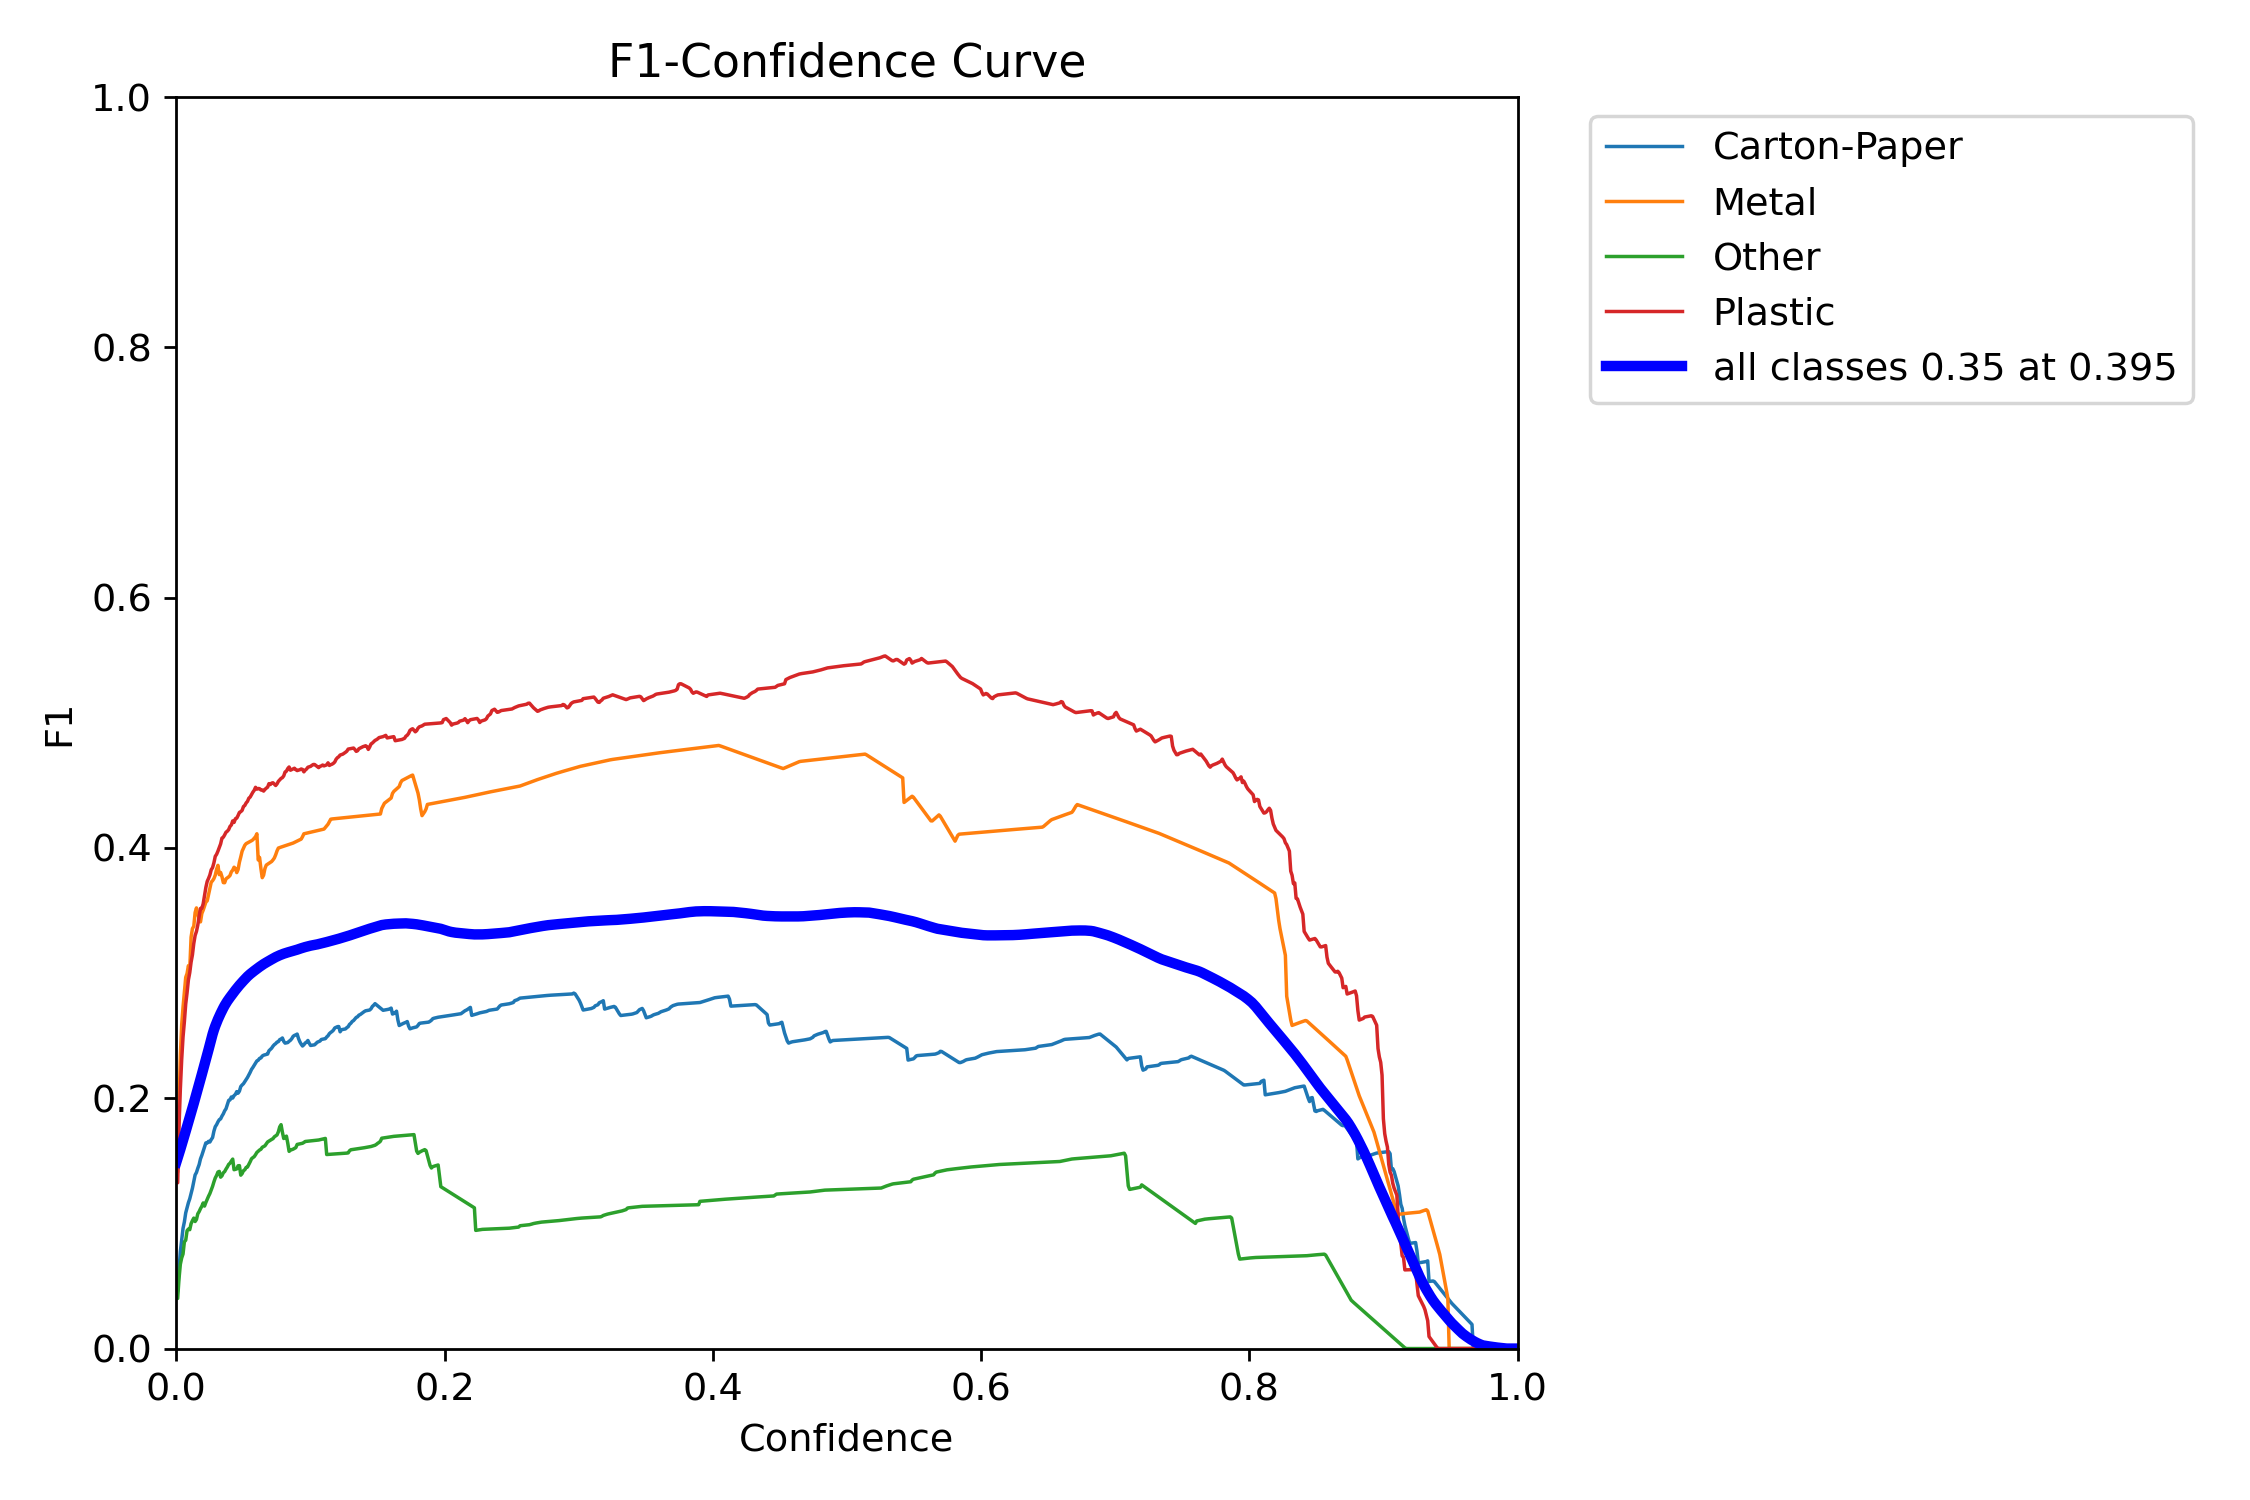 F1-Confidence Curve
1.0
0.8
0.6
0.4
0.2
0.0
F1
0.0 0.2 0.4 0.6 0.8 1.0
Confidence
Carton-Paper
Metal
Other
Plastic
all classes 0.35 at 0.395